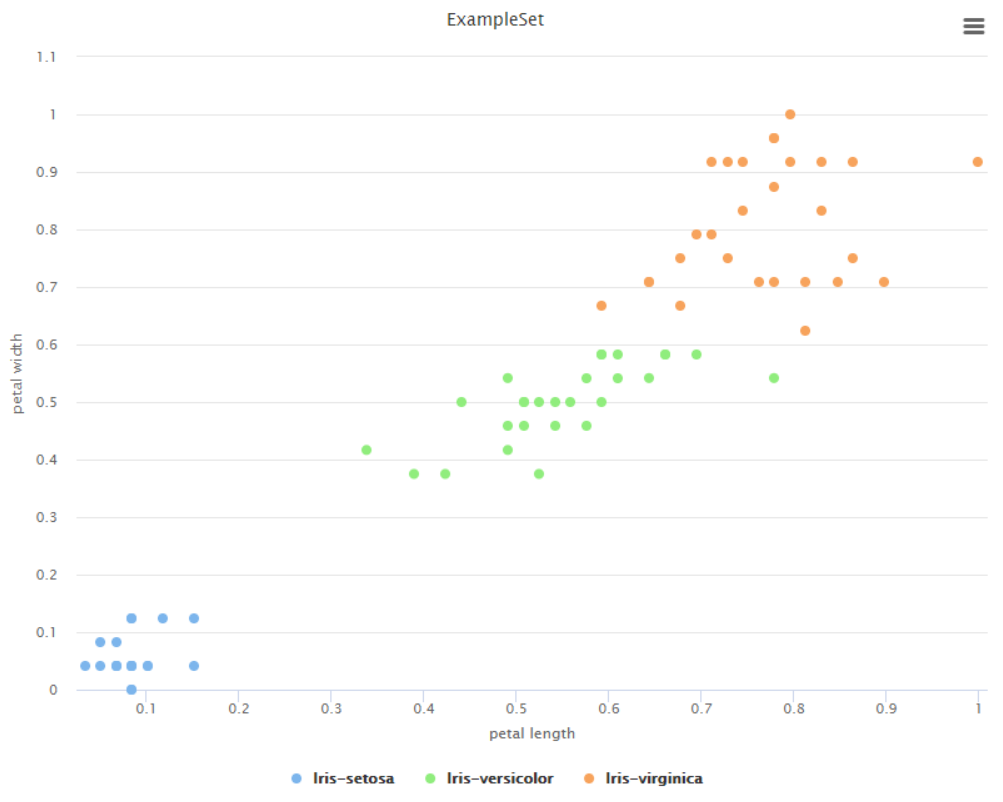 ExampleSet
1.1
1
0.9
0.8
0.7
0.6
0.5
0.4
0.3
0.2
0.1
0
petal width
0.1 0.2 0.3 0.4 0.5 0.6 0.7 0.8 0.9 1
petal length
Iris-setosa Iris-versicolor Iris-virginica